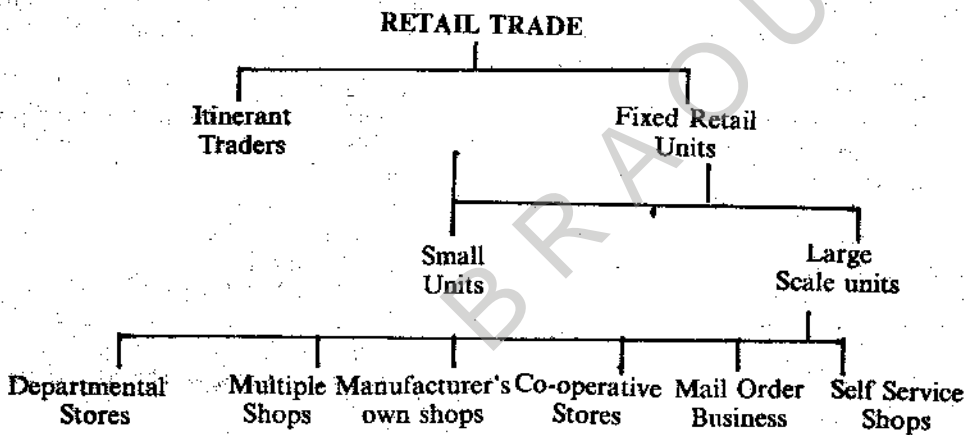 RETAIL TRADE
Itinerant
Traders
Fixed Retail
Units
Small
Units
Large
Scale units
Departmental
Stores
Multiple
Shops
Manufacturer's
own shops
Co-operative
Stores
Mail Order
Business
Self Service
Shops
BRAOU